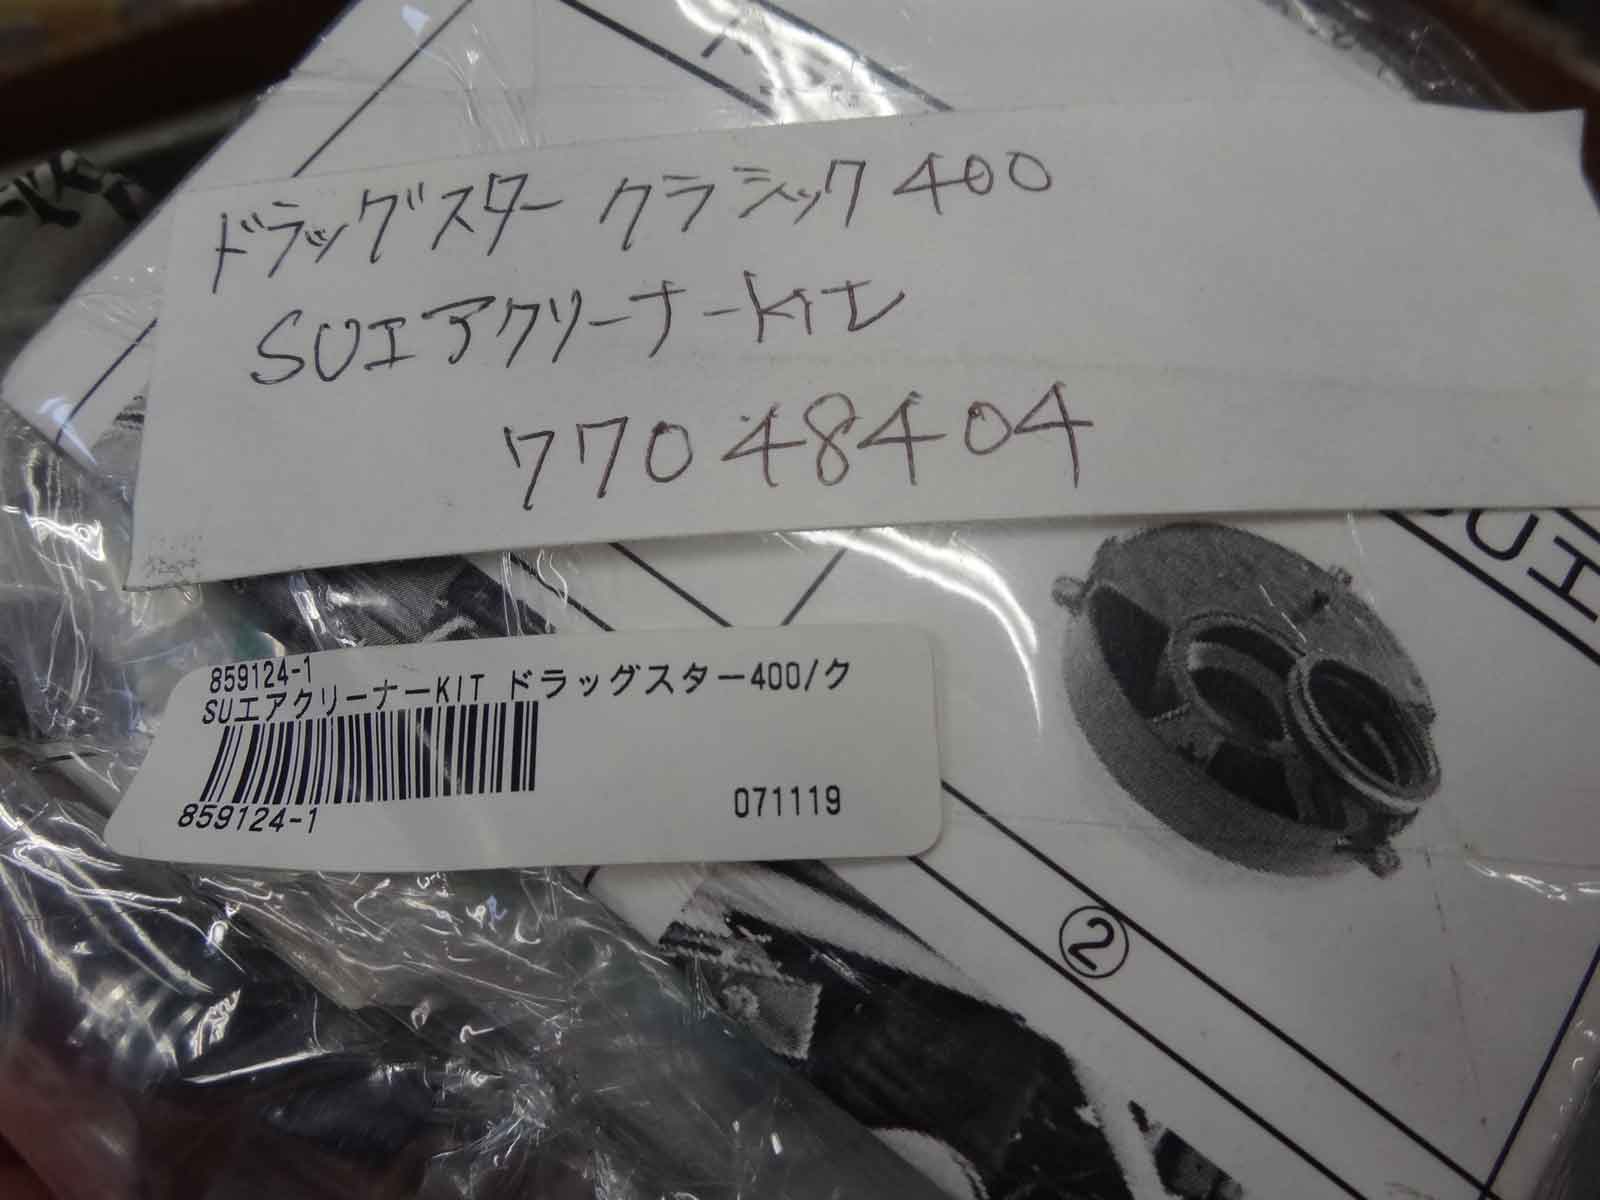 ドラッグスター クラシック400
SUエアクリーナーKit
77048404
SUエ
859124-1
SUエアクリーナーKIT ドラッグスター400/ク
859124-1
071119
②